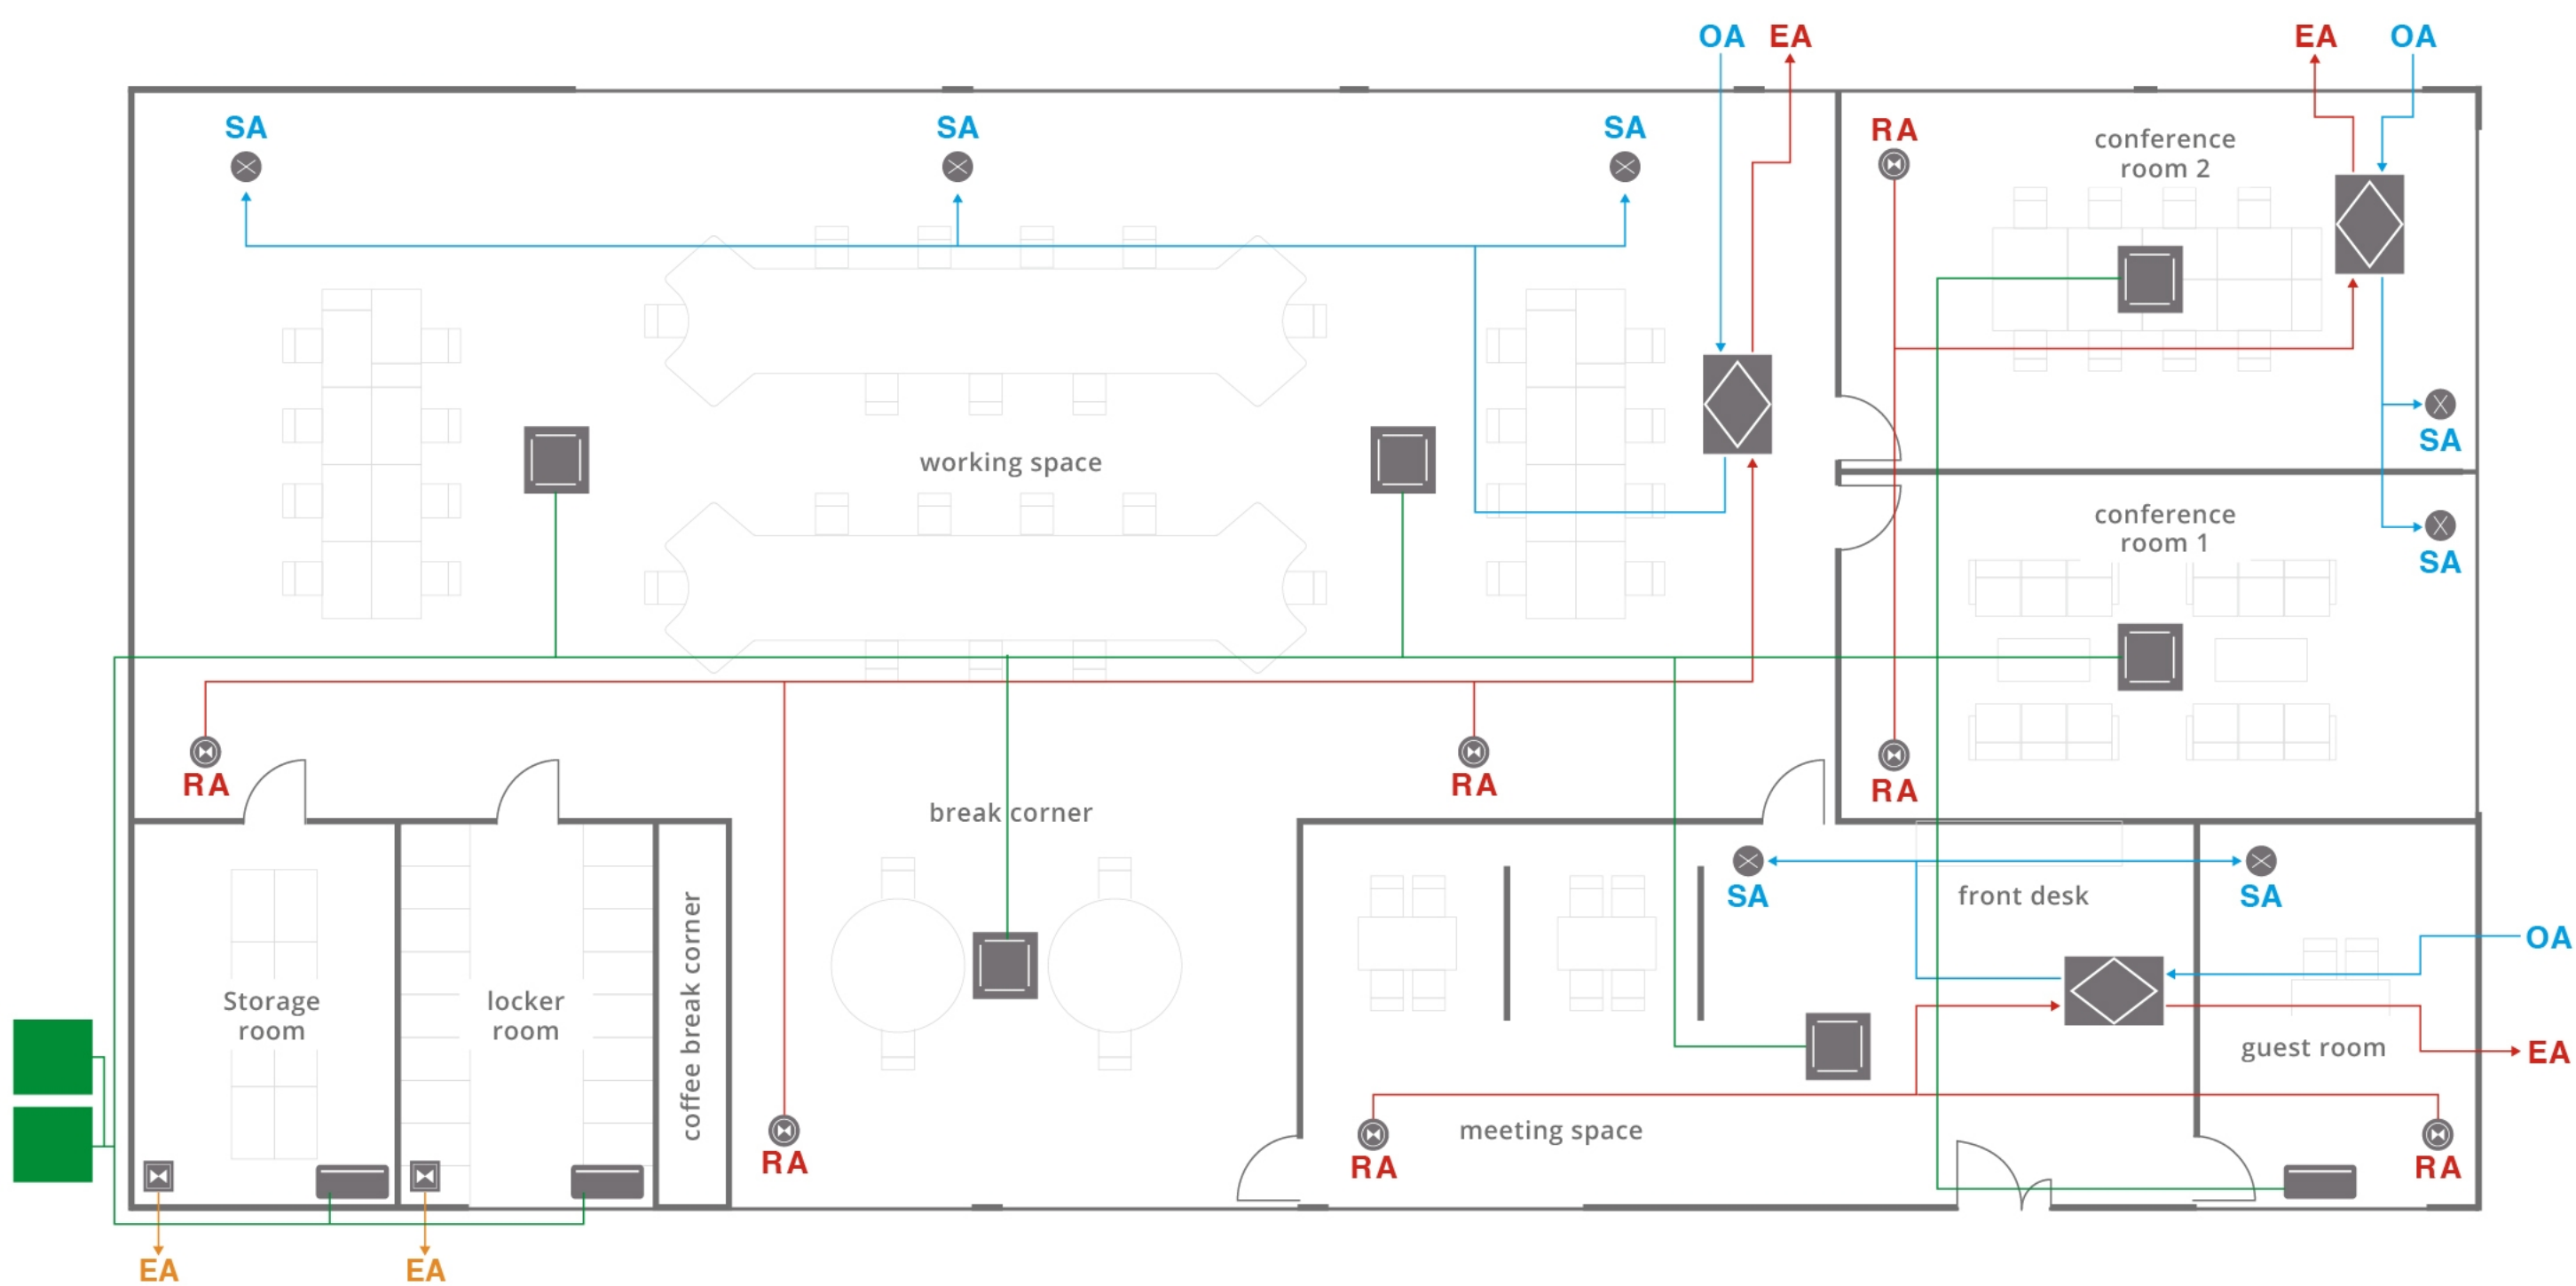 OA EA
EA OA
SA
SA
SA
RA
conference
room 2
SA
working space
conference
room 1
SA
RA
RA
RA
break corner
SA
SA
front desk
OA
coffee break corner
Storage
room
locker
room
guest room
EA
meeting space
RA
RA
RA
EA
EA